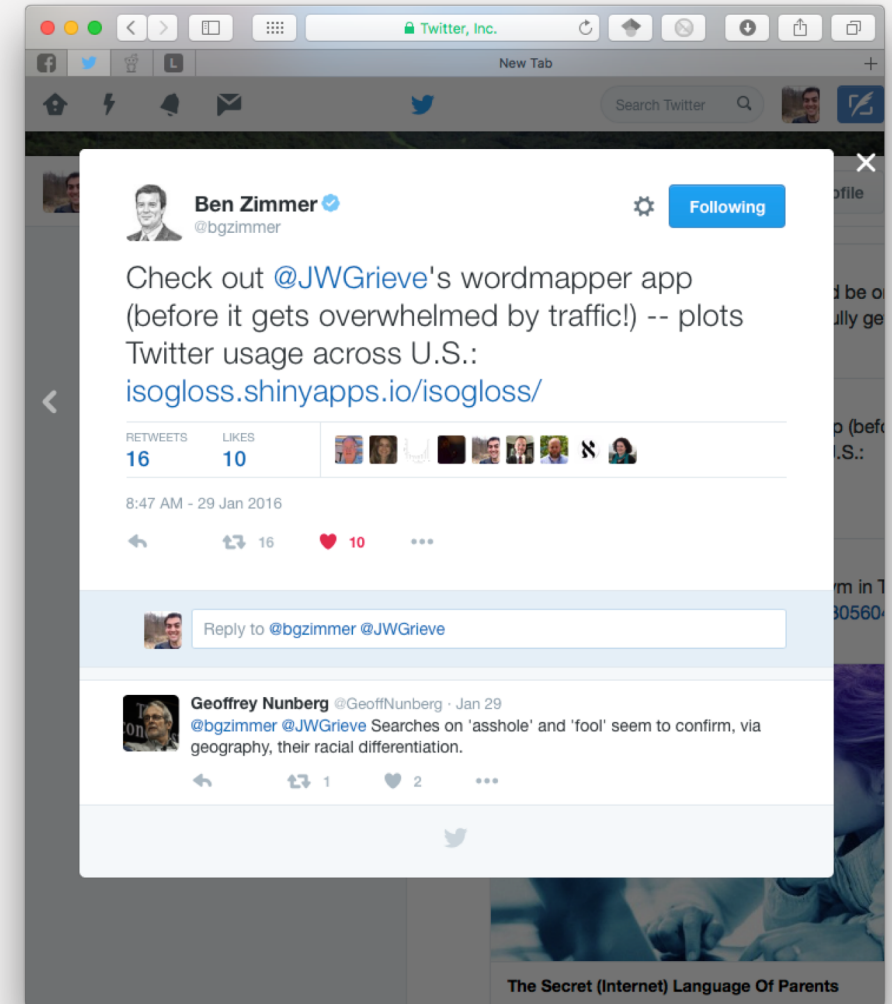 Twitter, Inc.
New Tab
Search Twitter
Ben Zimmer
@bgzimmer
Following
Check out @JWGrieve's wordmapper app
(before it gets overwhelmed by traffic!) -- plots
Twitter usage across U.S.:
isogloss.shinyapps.io/isogloss/
RETWEETS LIKES
16 10
8:47 AM - 29 Jan 2016
16 10
Reply to @bgzimmer @JWGrieve
Geoffrey Nunberg @GeoffNunberg · Jan 29
@bgzimmer @JWGrieve Searches on 'asshole' and 'fool' seem to confirm, via
geography, their racial differentiation.
1 2
The Secret (Internet) Language Of Parents